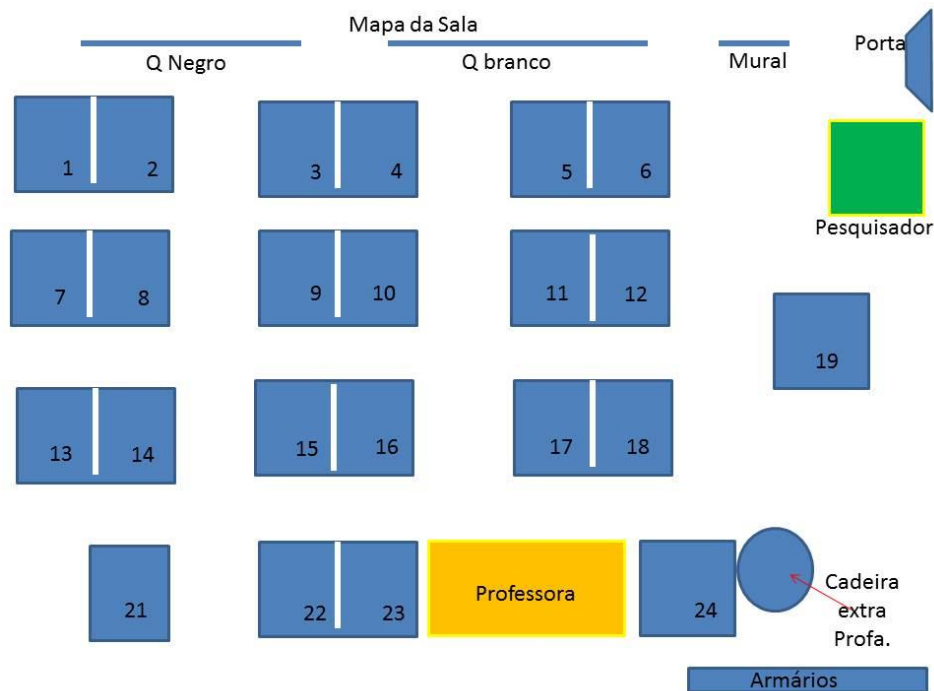 Mapa da Sala
Q Negro
Q branco
Mural
Porta
1 2 3 4 5 6
Pesquisador
7 8 9 10 11 12
19
13 14 15 16 17 18
21 22 23
Professora
24
Cadeira
extra
Profa.
Armários